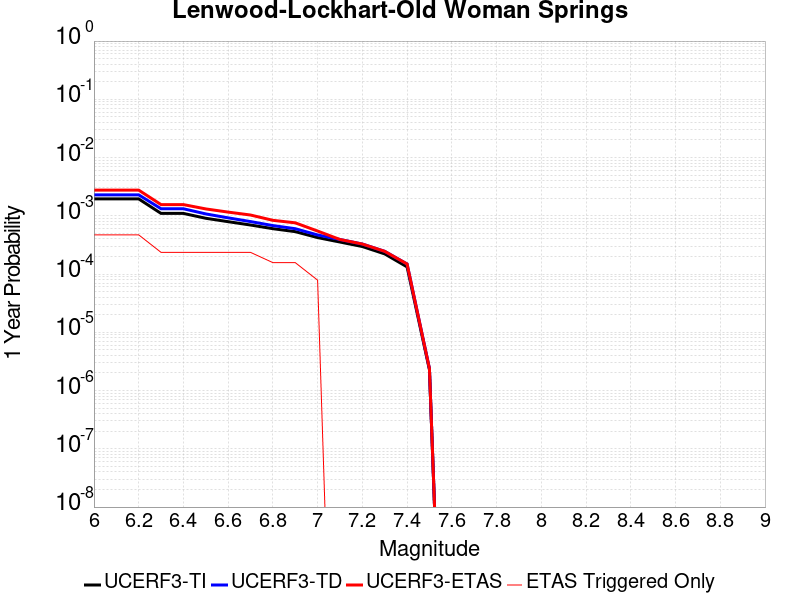 Lenwood-Lockhart-Old Woman Springs
10^0
10^-1
10^-2
10^-3
10^-4
10^-5
10^-6
10^-7
10^-8
1 Year Probability
6 6.2 6.4 6.6 6.8 7 7.2 7.4 7.6 7.8 8 8.2 8.4 8.6 8.8 9
Magnitude
UCERF3-TI UCERF3-TD UCERF3-ETAS ETAS Triggered Only